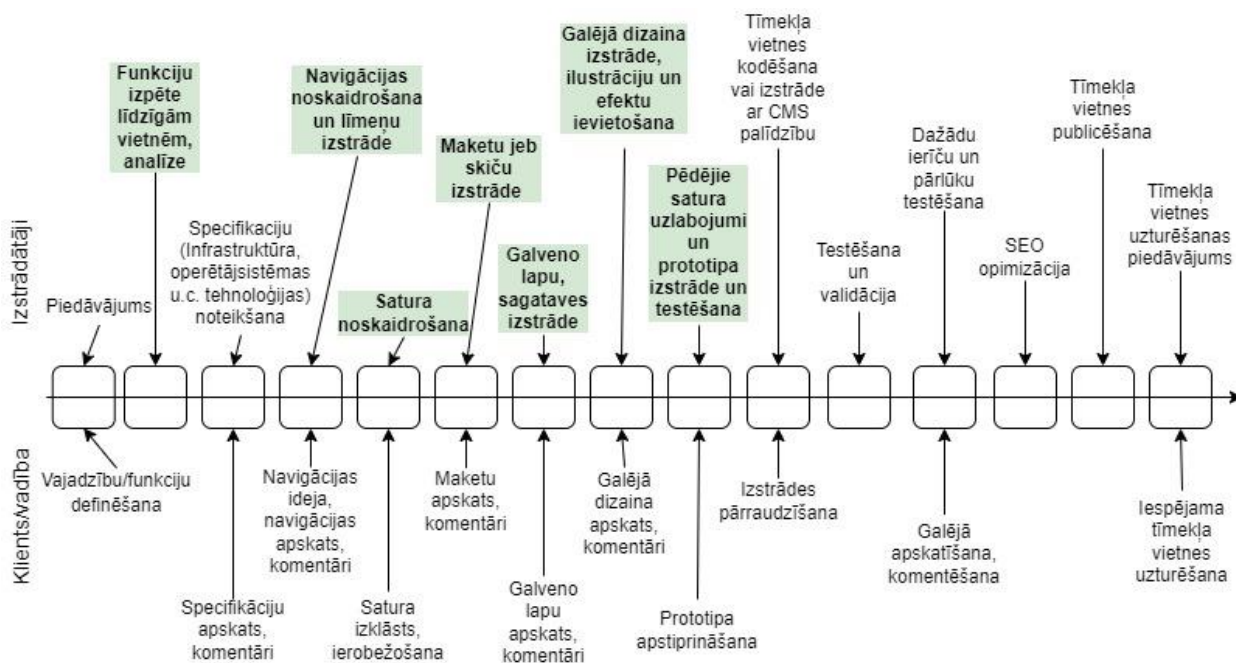 Izstrādātāji
Piedāvājums
Funkciju
izpēte
līdzīgām
vietnēm,
analīze
Specifikaciju
(Infrastruktūra,
operētājsistēmas
u.c. tehnoloģijas)
noteikšana
Navigācijas
noskaidrošana
un līmeņu
izstrāde
Satura
noskaidrošana
Maketu jeb
skiču
izstrāde
Galveno
lapu,
sagataves
izstrāde
Galējā dizaina
izstrāde,
ilustrāciju un
efektu
ievietošana
Pēdējie
satura
uzlabojumi
un
prototipa
izstrāde un
testēšana
Tīmekļa
vietnes
kodēšana
vai izstrāde
ar CMS
palīdzību
Testēšana
un
validācija
Dažādu
ierīču un
pārlūku
testēšana
SEO
opimizācija
Tīmekļa
vietnes
publicēšana
Tīmekļa
vietnes
uzturēšanas
piedāvājums
Klients/vadība
Vajadzību/funkciju
definēšana
Specifikāciju
apskats,
komentāri
Navigācijas
ideja,
navigācijas
apskats,
komentāri
Satura
izklāsts,
ierobežošana
Maketu
apskats,
komentāri
Galveno
lapu
apskats,
komentāri
Galējā
dizaina
apskats,
komentāri
Prototipa
apstiprināšana
Izstrādes
pārraudzīšana
Galējā
apskatīšana,
komentēšana
Iespējama
tīmekļa
vietnes
uzturēšana